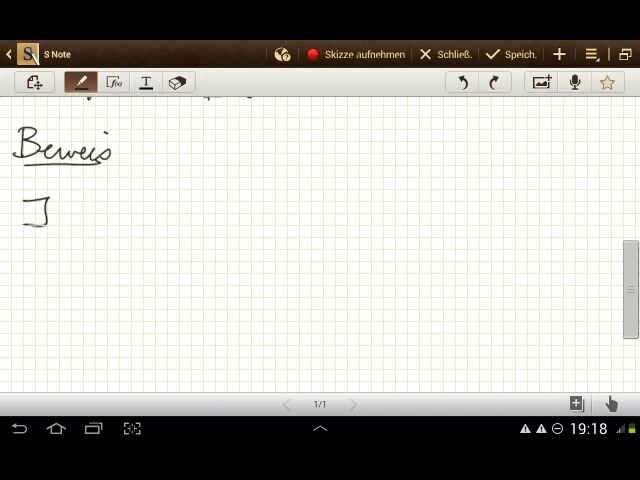 S Note
Skizze aufnehmen
Schließ.
Speich.
f(x)
T
Beweis
1/1
19:18